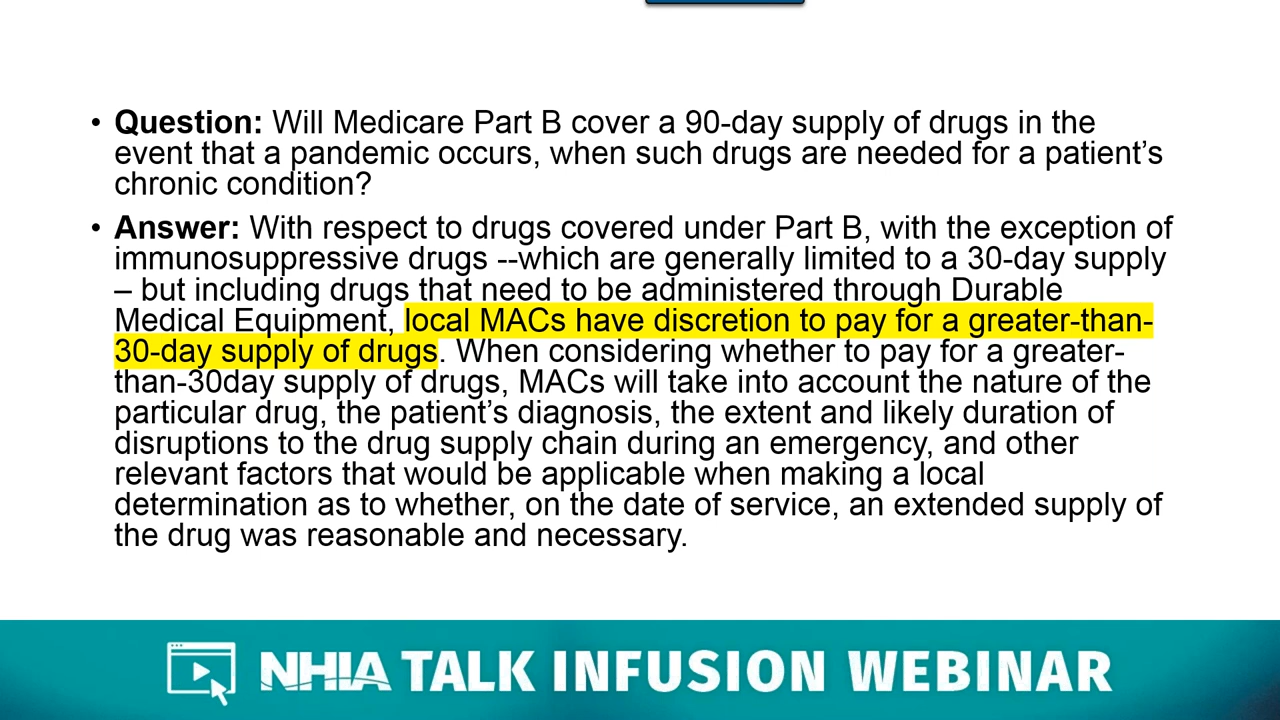 • Question: Will Medicare Part B cover a 90-day supply of drugs in the
event that a pandemic occurs, when such drugs are needed for a patient’s
chronic condition?
• Answer: With respect to drugs covered under Part B, with the exception of
immunosuppressive drugs --which are generally limited to a 30-day supply
– but including drugs that need to be administered through Durable
Medical Equipment, local MACs have discretion to pay for a greater-than-
30-day supply of drugs. When considering whether to pay for a greater-
than-30day supply of drugs, MACs will take into account the nature of the
particular drug, the patient’s diagnosis, the extent and likely duration of
disruptions to the drug supply chain during an emergency, and other
relevant factors that would be applicable when making a local
determination as to whether, on the date of service, an extended supply of
the drug was reasonable and necessary.
NHIA TALK INFUSION WEBINAR